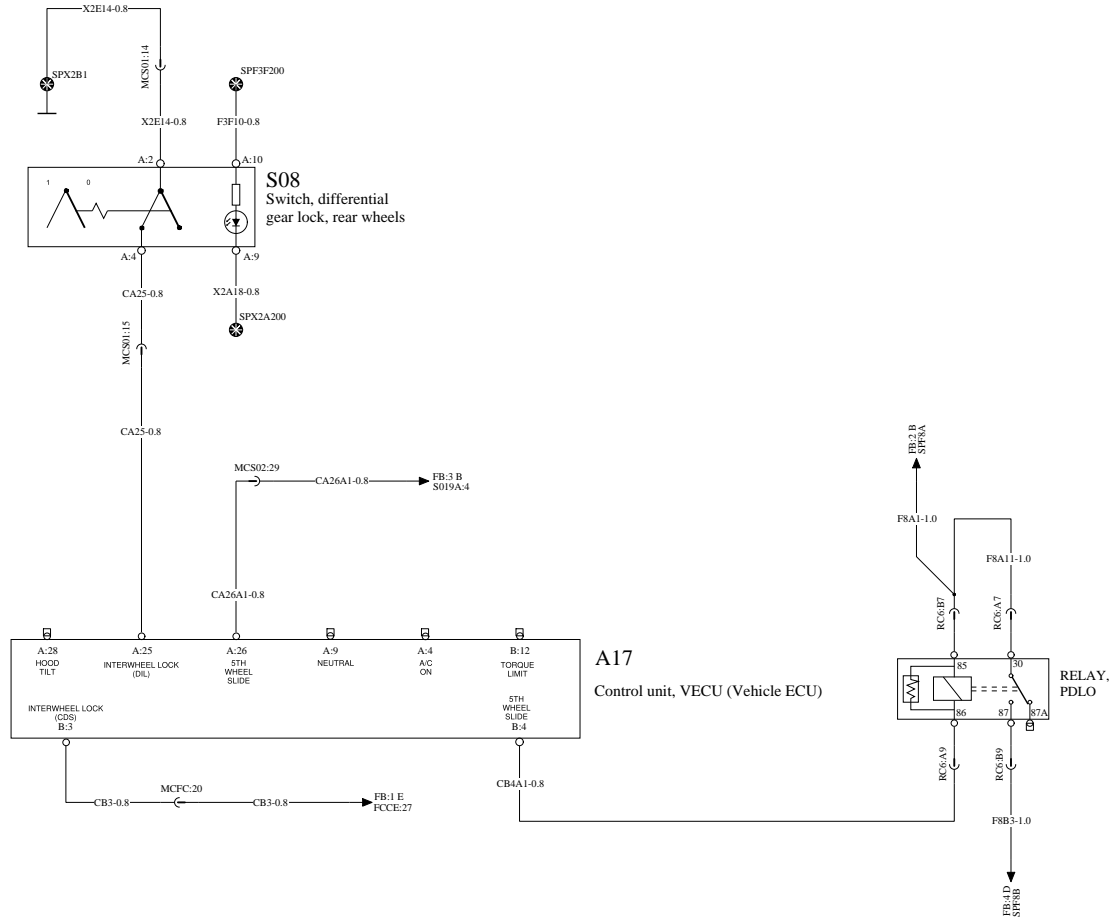 X2E14-0.8
MCS01:14
SPX2B1
SPF3F200
X2E14-0.8
F3F10-0.8
A:2
A:10
S08
Switch, differential
gear lock, rear wheels
1
0
A:4
A:9
CA25-0.8
X2A18-0.8
MCS01:15
SPX2A200
CA25-0.8
MCS02:29
CA26A1-0.8
FB:3 B
S019A:4
CA26A1-0.8
FB:2 B
SPF8A
F8A1-1.0
F8A11-1.0
RC6:B7
RC6:A7
A:28
HOOD
TILT
A:25
INTERWHEEL LOCK
(DIL)
A:26
5TH
WHEEL
SLIDE
A:9
NEUTRAL
A:4
A/C
ON
B:12
TORQUE
LIMIT
INTERWHEEL LOCK
(CDS)
B:3
5TH
WHEEL
SLIDE
B:4
A17
Control unit, VECU (Vehicle ECU)
85
30
86
87
87A
RELAY,
PDLO
RC6:A9
RC6:B9
CB3-0.8
MCFC:20
CB3-0.8
FB:1 E
FCCE:27
CB4A1-0.8
F8B3-1.0
FB:4 D
SPF8B